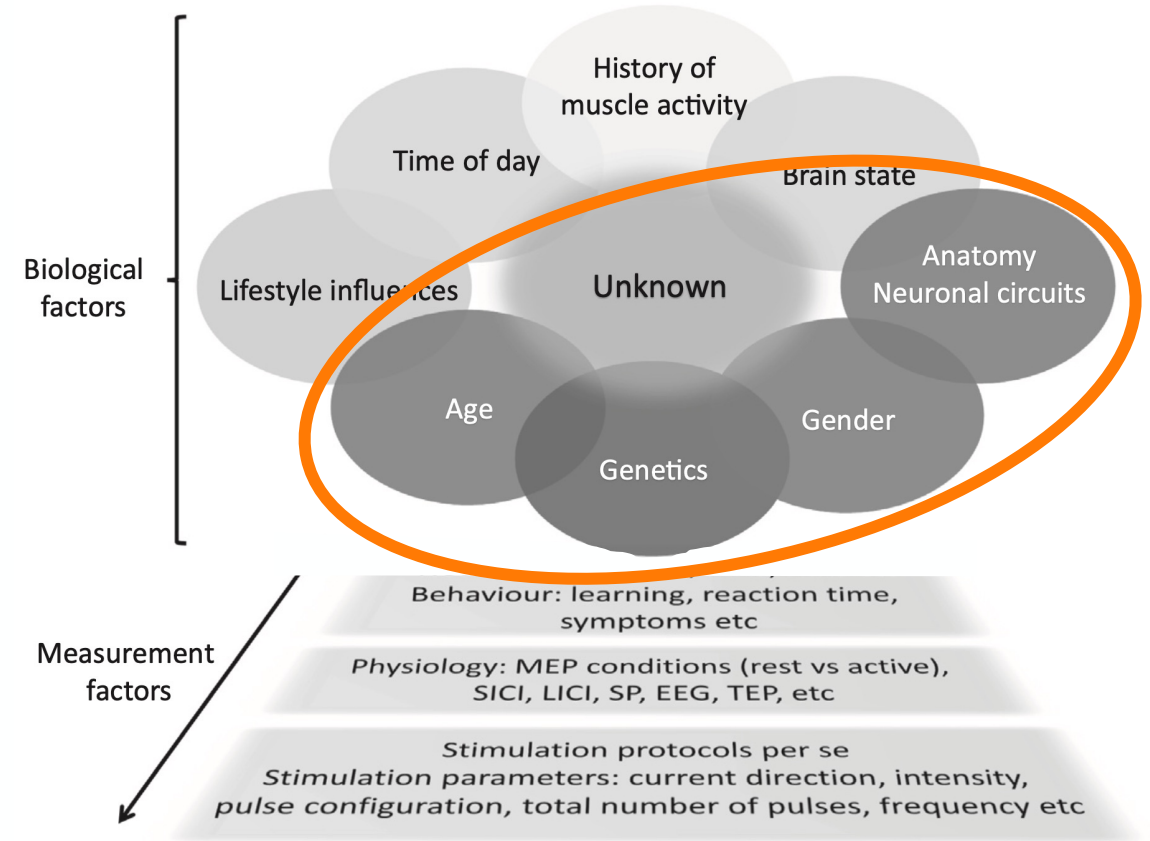 History of
muscle activity
Time of day
Brain state
Biological
factors
Lifestyle influences
Unknown
Anatomy
Neuronal circuits
Age
Gender
Genetics
Measurement
factors
Behaviour: learning, reaction time,
symptoms etc
Physiology: MEP conditions (rest vs active),
SICI, LICI, SP, EEG, TEP, etc
Stimulation protocols per se
Stimulation parameters: current direction, intensity,
pulse configuration, total number of pulses, frequency etc